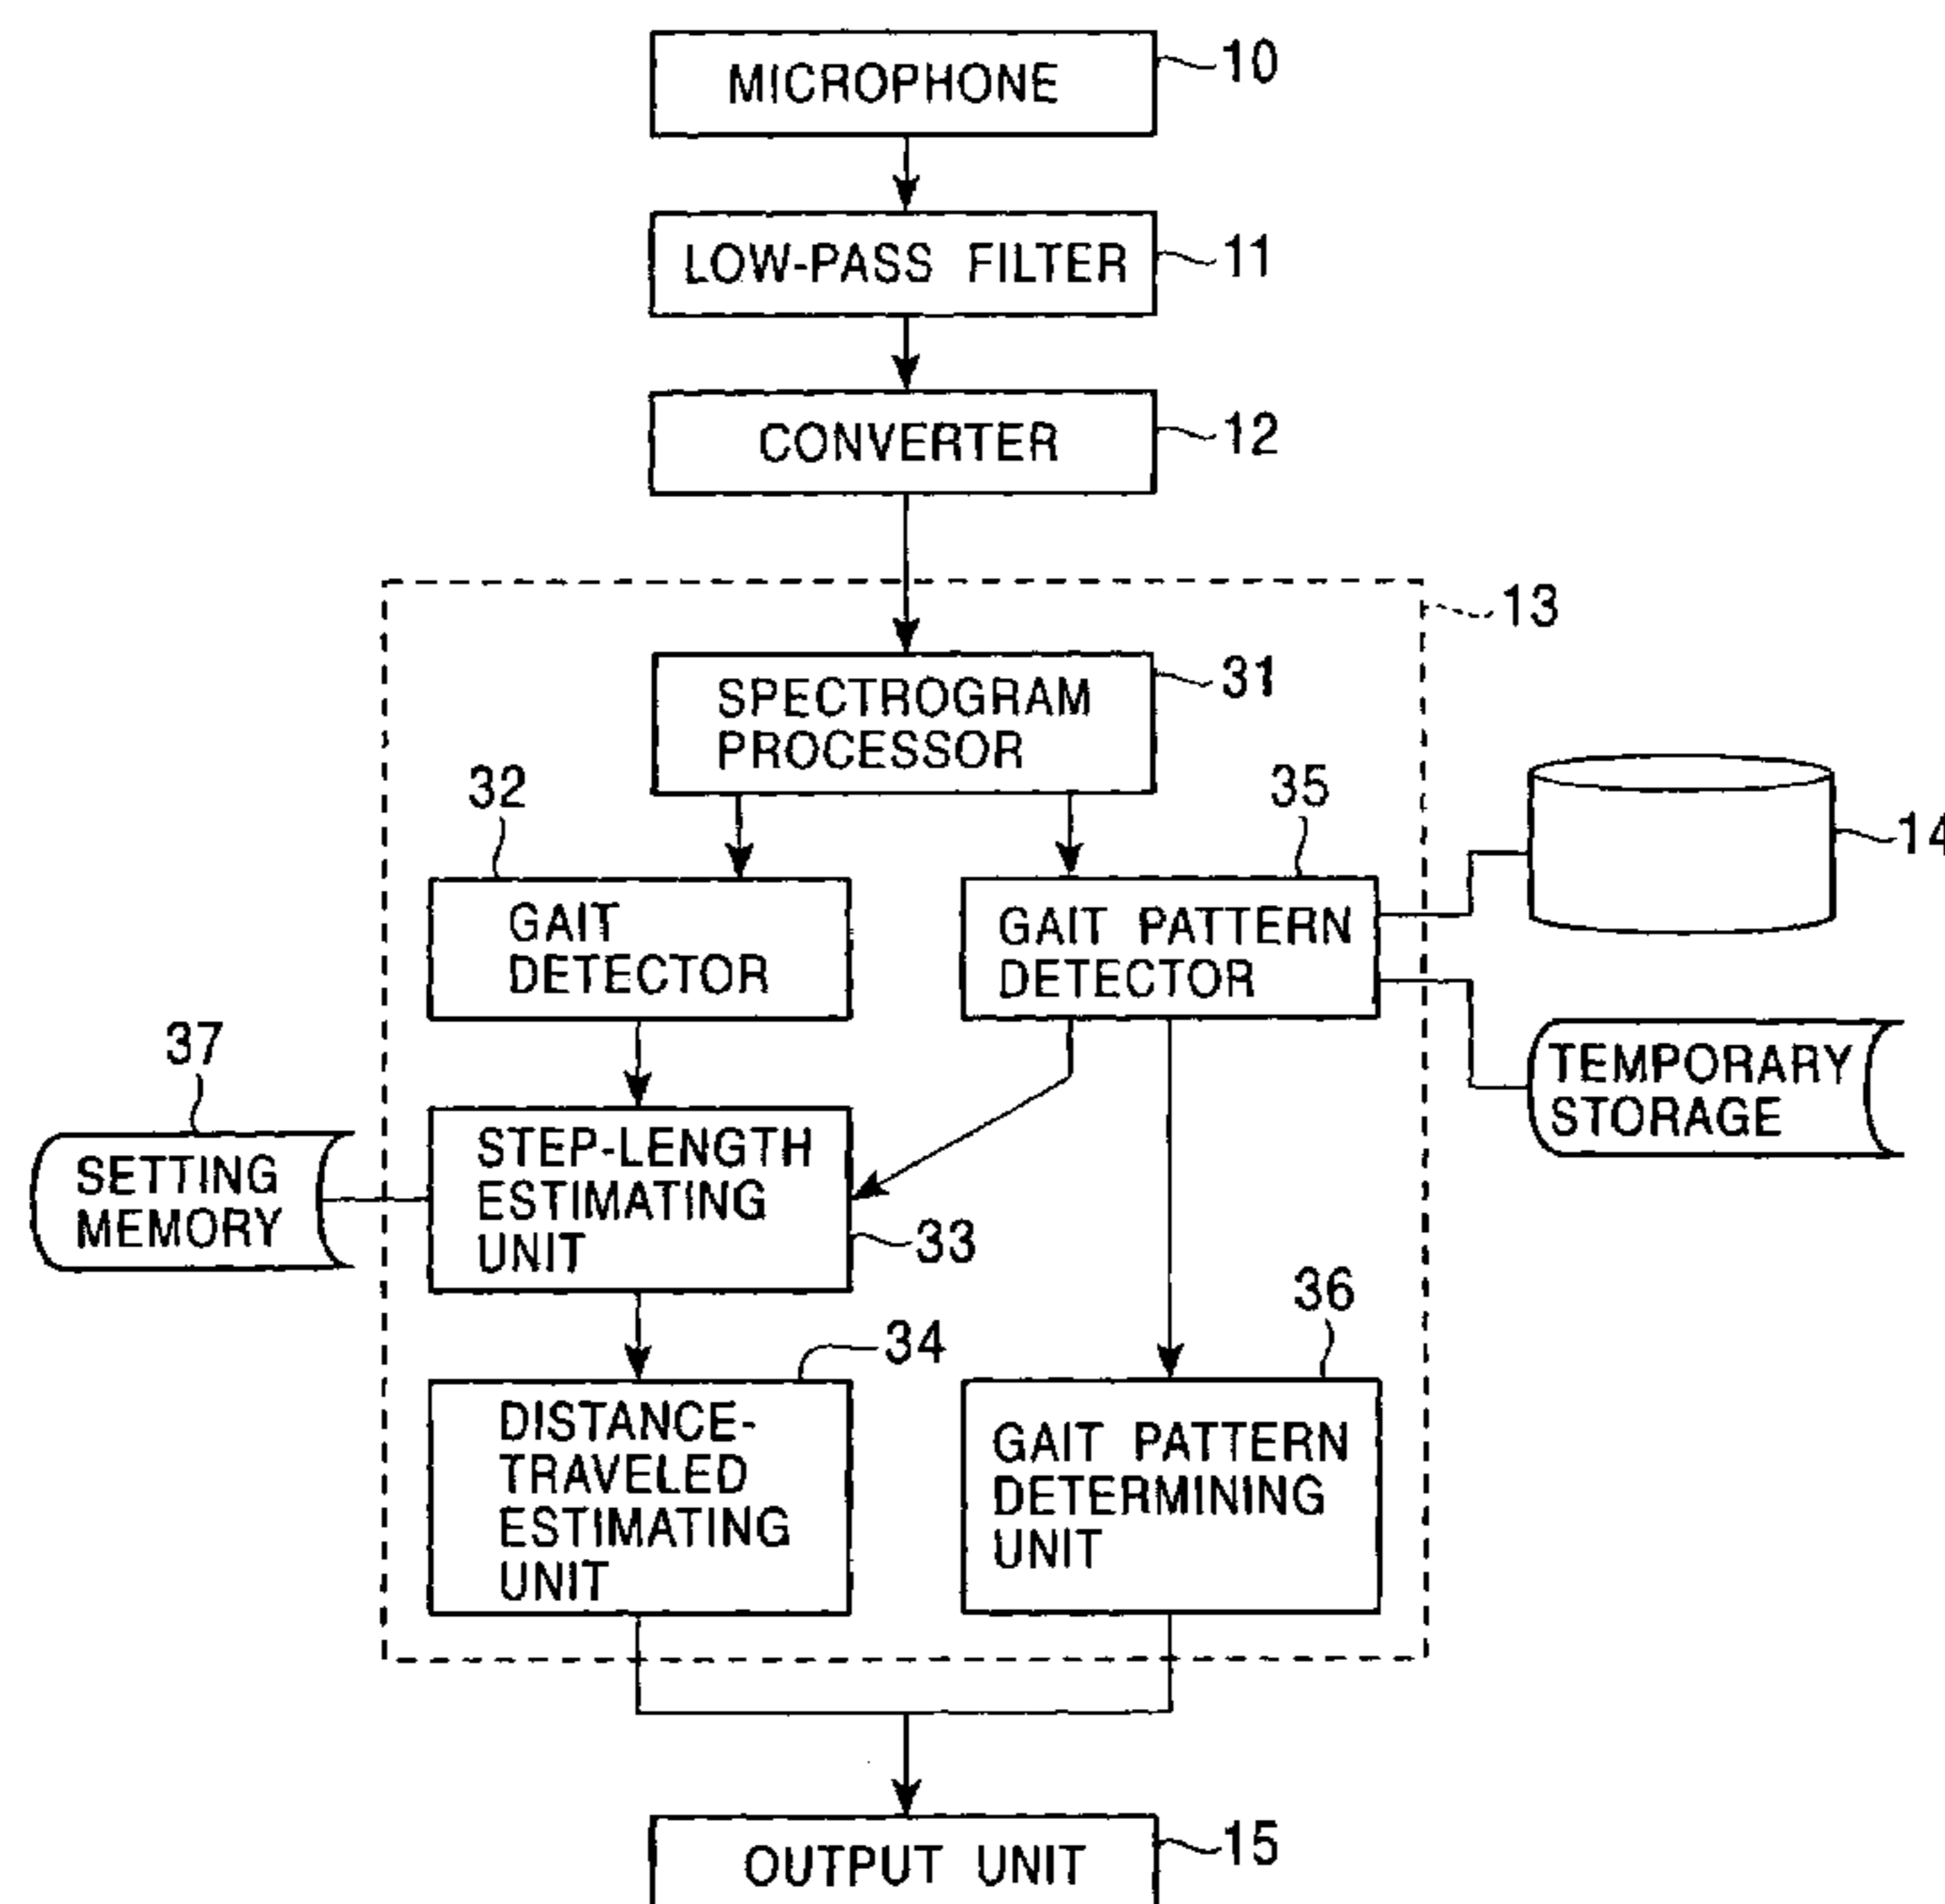 MICROPHONE
10
LOW-PASS FILTER
11
CONVERTER
12
13
SPECTROGRAM
PROCESSOR
31
32
35
GAIT
DETECTOR
GAIT PATTERN
DETECTOR
14
37
SETTING
MEMORY
STEP-LENGTH
ESTIMATING
UNIT
33
TEMPORARY
STORAGE
34
36
DISTANCE-
TRAVELED
ESTIMATING
UNIT
GAIT PATTERN
DETERMINING
UNIT
OUTPUT UNIT
15